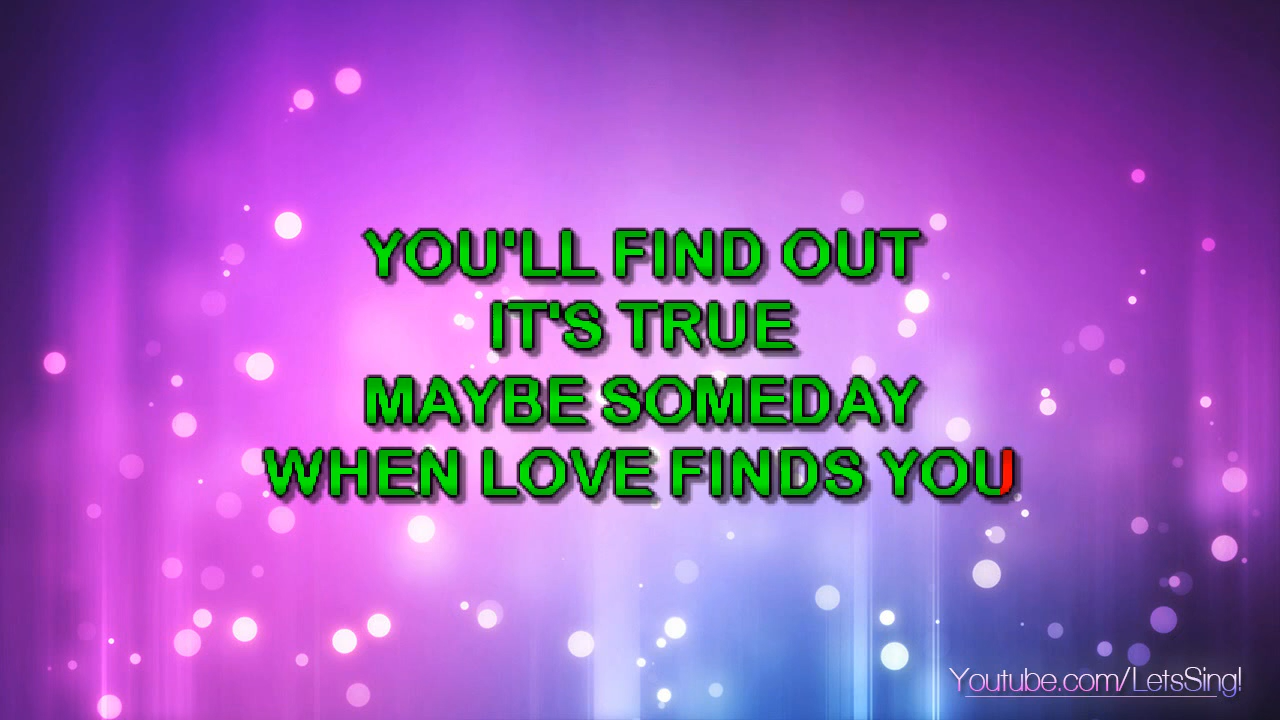 YOU'LL FIND OUT
IT'S TRUE
MAYBE SOMEDAY
WHEN LOVE FINDS YOU
Youtube.com/LetsSing!